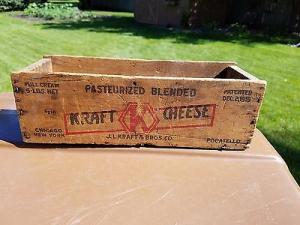 PASTEURIZED BLENDED
FULL CREAM
5 LBS. NET
PATENTED
KRAFT K CHEESE
CHICAGO
NEW YORK
J.L. KRAFT & BROS. CO.
POCATELLO